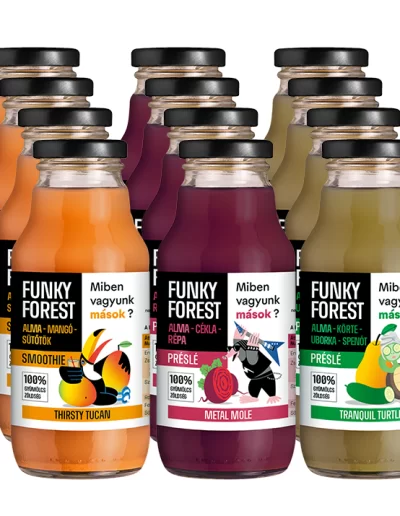 FUNKY
FOREST
ALMA - MANGÓ -
SÜTŐTÖK
SMOOTHIE
100%
GYÜMÖLCS
ZÖLDSÉG
Miben
vagyunk
mások ?
THIRSTY TUCAN
FUNKY
FOREST
ALMA - CÉKLA -
RÉPA
PRÉSLÉ
100%
GYÜMÖLCS
ZÖLDSÉG
Miben
vagyunk
mások ?
METAL MOLE
FUNKY
FOREST
ALMA - KÖRTE -
UBORKA - SPENÓT
PRÉSLÉ
100%
GYÜMÖLCS
ZÖLDSÉG
Miben
vagyunk
más
TRANQUIL TURTL